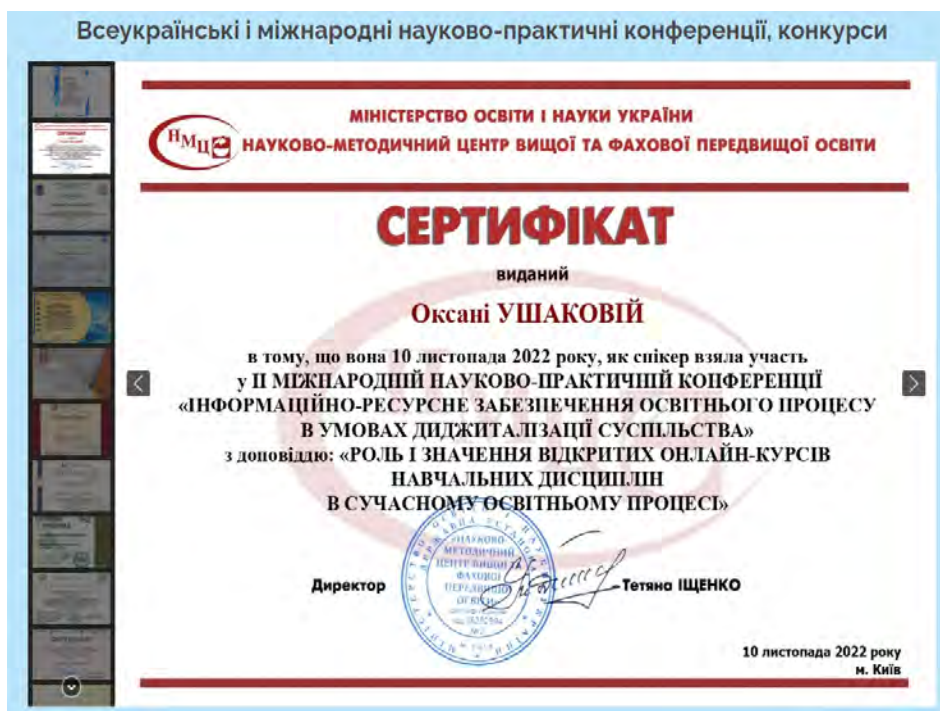 Всеукраїнські і міжнародні науково-практичні конференції, конкурси
МІНІСТЕРСТВО ОСВІТИ І НАУКИ УКРАЇНИ
НМЦ
НАУКОВО-МЕТОДИЧНИЙ ЦЕНТР ВИЩОЇ ТА ФАХОВОЇ ПЕРЕДВИЩОЇ ОСВІТИ
СЕРТИФІКАТ
виданий
Оксані УШАКОВІЙ
в тому, що вона 10 листопада 2022 року, як спікер взяла участь
у ІІ МІЖНАРОДНІЙ НАУКОВО-ПРАКТИЧНІЙ КОНФЕРЕНЦІЇ
«ІНФОРМАЦІЙНО-РЕСУРСНЕ ЗАБЕЗПЕЧЕННЯ ОСВІТНЬОГО ПРОЦЕСУ
В УМОВАХ ДИДЖИТАЛІЗАЦІЇ СУСПІЛЬСТВА»
з доповіддю: «РОЛЬ І ЗНАЧЕННЯ ВІДКРИТИХ ОНЛАЙН-КУРСІВ
НАВЧАЛЬНИХ ДИСЦИПЛІН
В СУЧАСНОМУ ОСВІТНЬОМУ ПРОЦЕСІ»
«НАУКОВО-
МЕТОДИЧНИЙ
ЦЕНТР ВИЩОЇ ТА
ФАХОВОЇ
ПЕРЕДВИЩОЇ
ОСВІТИ»
Директор
Тетяна ІЩЕНКО
10 листопада 2022 року
м. Київ